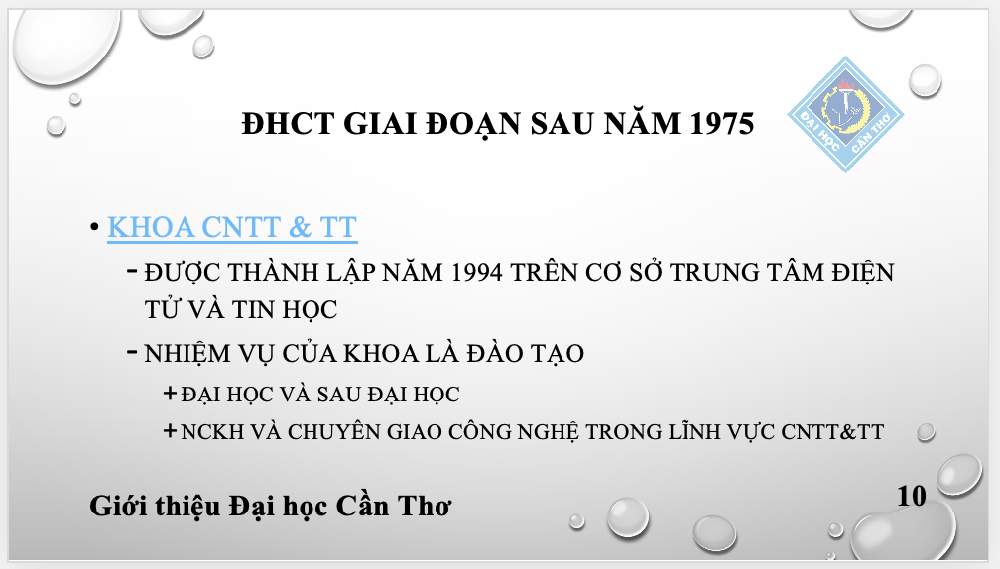 ĐHCT GIAI ĐOẠN SAU NĂM 1975
ĐẠI HỌC CẦN THƠ
• KHOA CNTT & TT
- ĐƯỢC THÀNH LẬP NĂM 1994 TRÊN CƠ SỞ TRUNG TÂM ĐIỆN
TỬ VÀ TIN HỌC
- NHIỆM VỤ CỦA KHOA LÀ ĐÀO TẠO
+ ĐẠI HỌC VÀ SAU ĐẠI HỌC
+ NCKH VÀ CHUYÊN GIAO CÔNG NGHỆ TRONG LĨNH VỰC CNTT&TT
Giới thiệu Đại học Cần Thơ
10